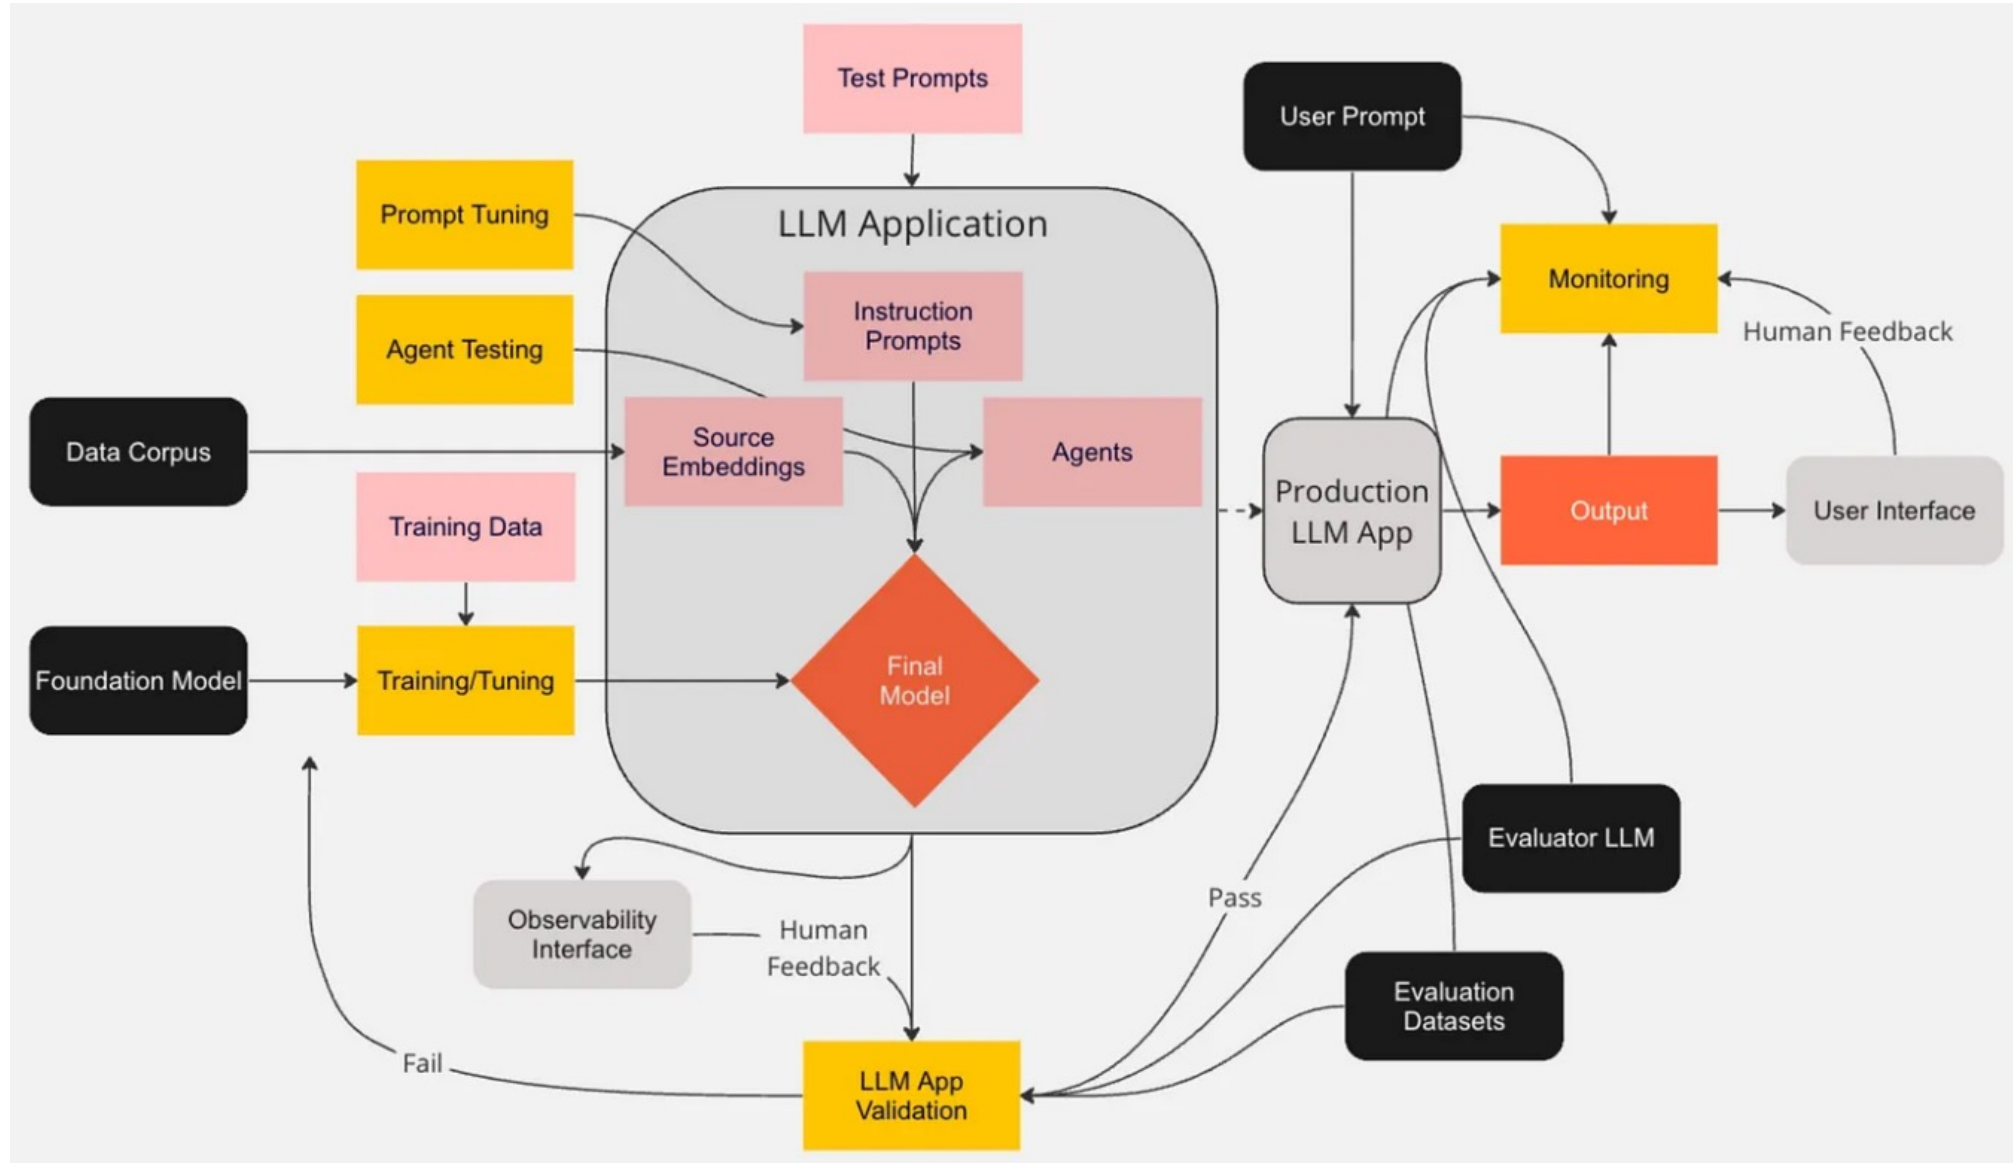 Test Prompts
User Prompt
Prompt Tuning
LLM Application
Monitoring
Instruction
Prompts
Human Feedback
Agent Testing
Data Corpus
Source
Embeddings
Agents
Production
LLM App
Output
User Interface
Training Data
Foundation Model
Training/Tuning
Final
Model
Evaluator LLM
Pass
Observability
Interface
Human
Feedback
Evaluation
Datasets
Fail
LLM App
Validation